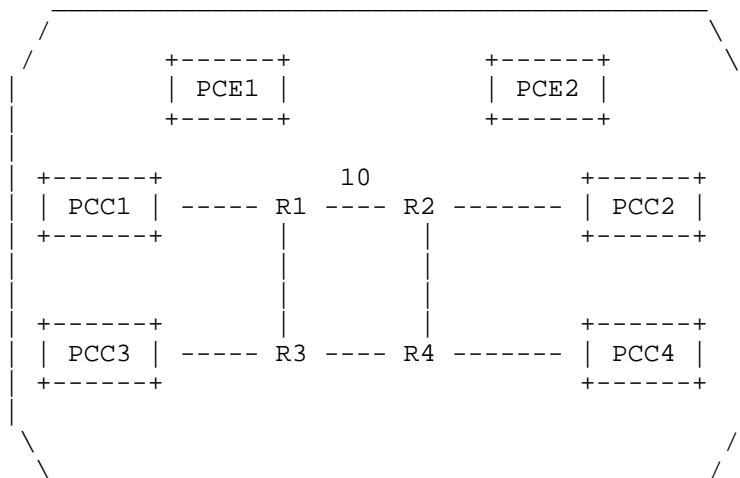 PCE1 PCE2
10
PCC1 ----- R1 ---- R2 ------- PCC2
PCC3 ----- R3 ---- R4 ------- PCC4